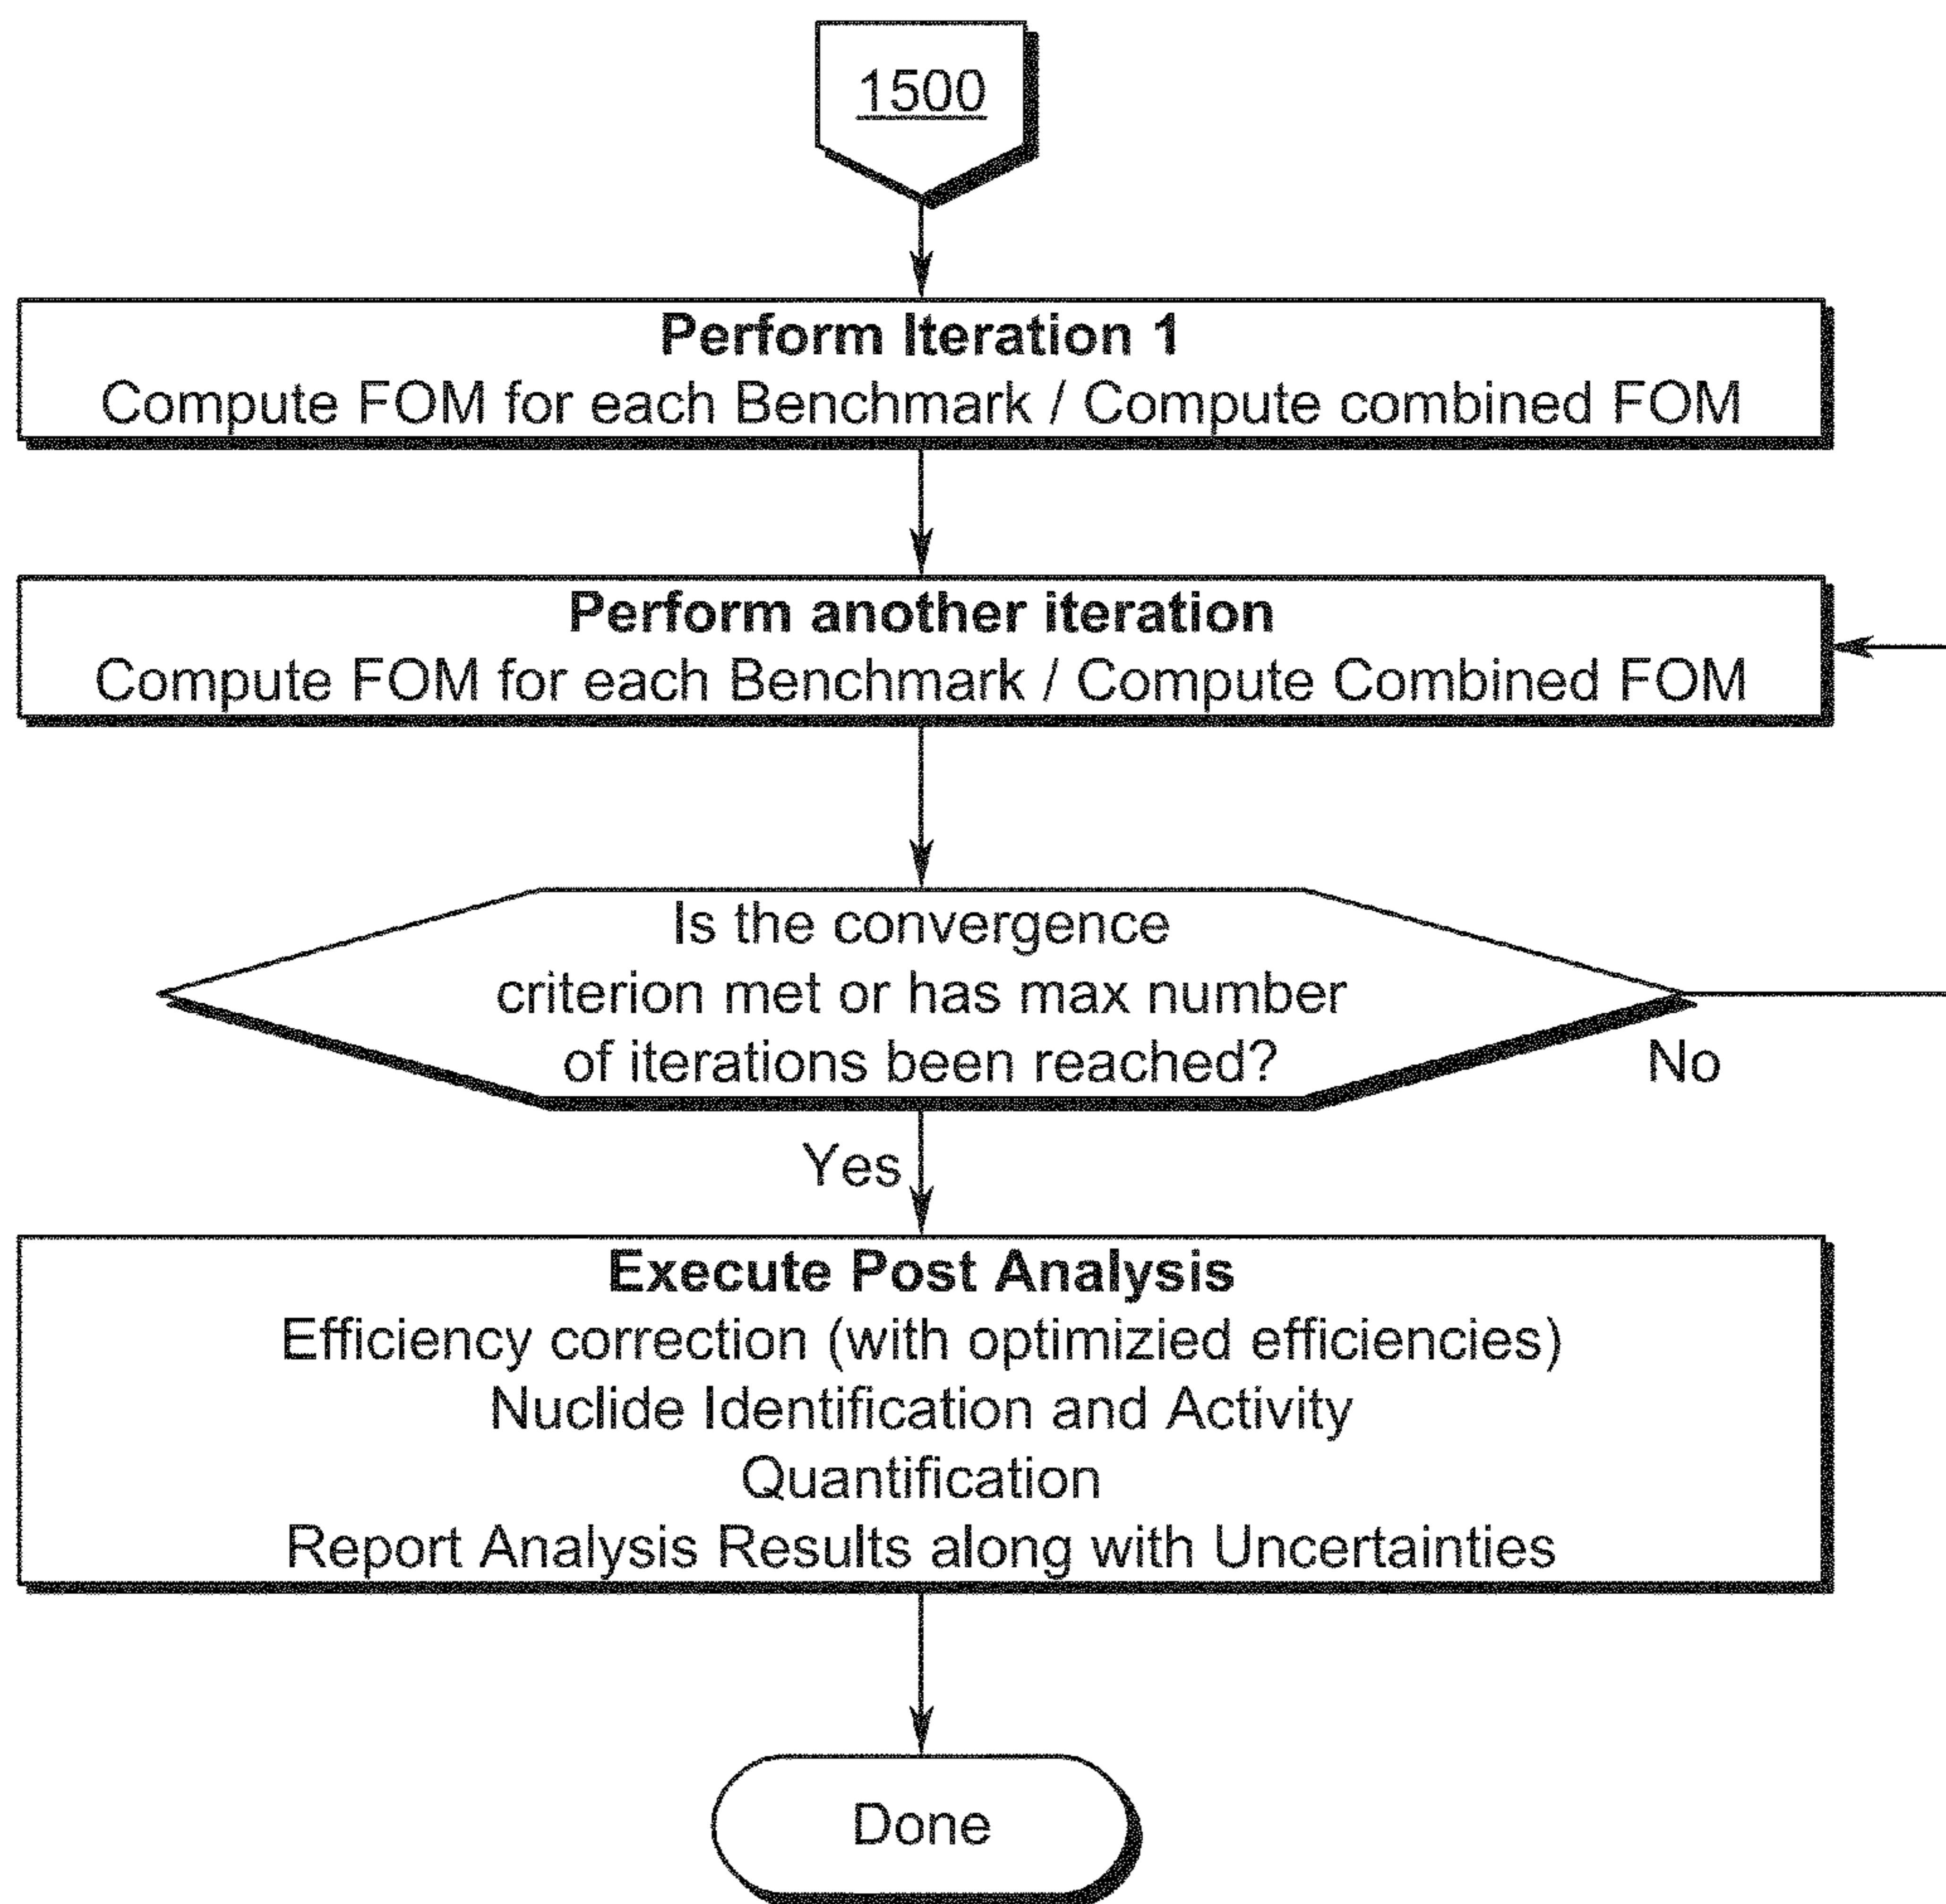 1500
Perform Iteration 1
Compute FOM for each Benchmark / Compute combined FOM
Perform another iteration
Compute FOM for each Benchmark / Compute Combined FOM
Is the convergence
criterion met or has max number
of iterations been reached?
No
Yes
Execute Post Analysis
Efficiency correction (with optimizied efficiencies)
Nuclide Identification and Activity
Quantification
Report Analysis Results along with Uncertainties
Done